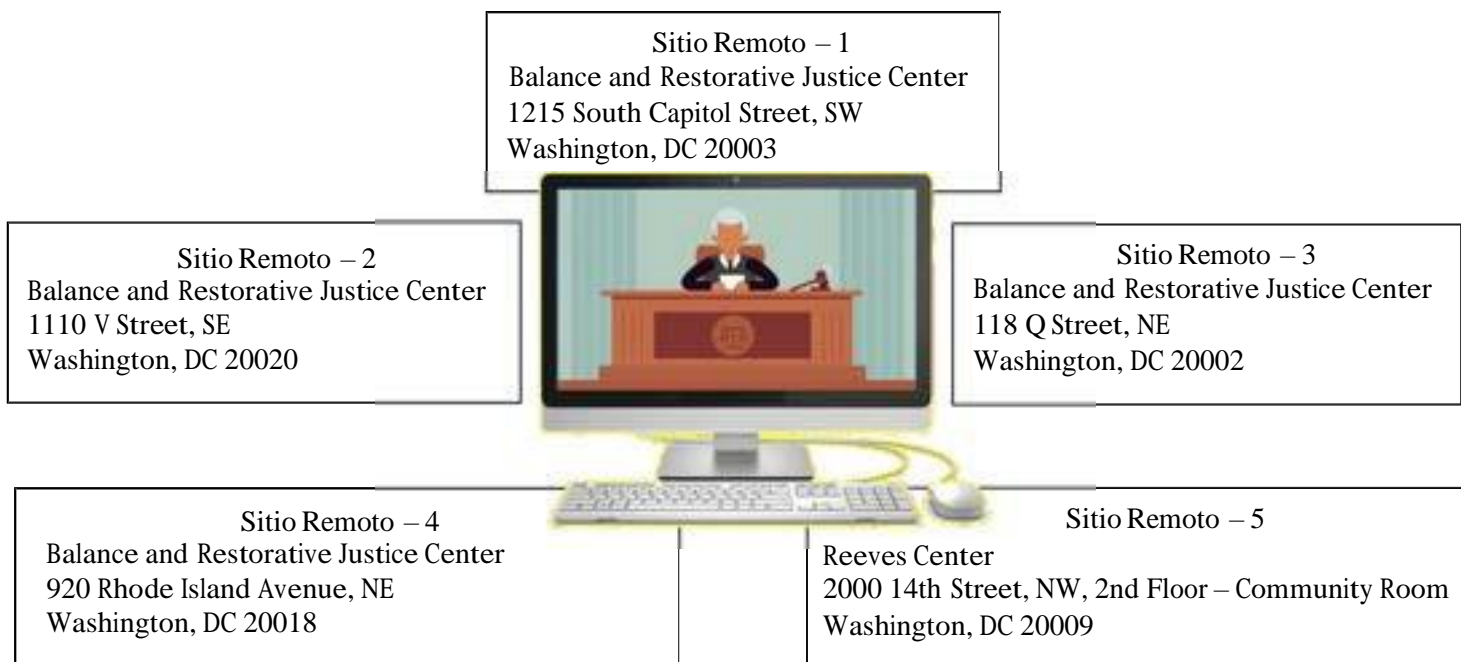 Sitio Remoto – 1
Balance and Restorative Justice Center
1215 South Capitol Street, SW
Washington, DC 20003
Sitio Remoto – 2
Balance and Restorative Justice Center
1110 V Street, SE
Washington, DC 20020
Sitio Remoto – 3
Balance and Restorative Justice Center
118 Q Street, NE
Washington, DC 20002
Sitio Remoto – 4
Balance and Restorative Justice Center
920 Rhode Island Avenue, NE
Washington, DC 20018
Sitio Remoto – 5
Reeves Center
2000 14th Street, NW, 2nd Floor – Community Room
Washington, DC 20009